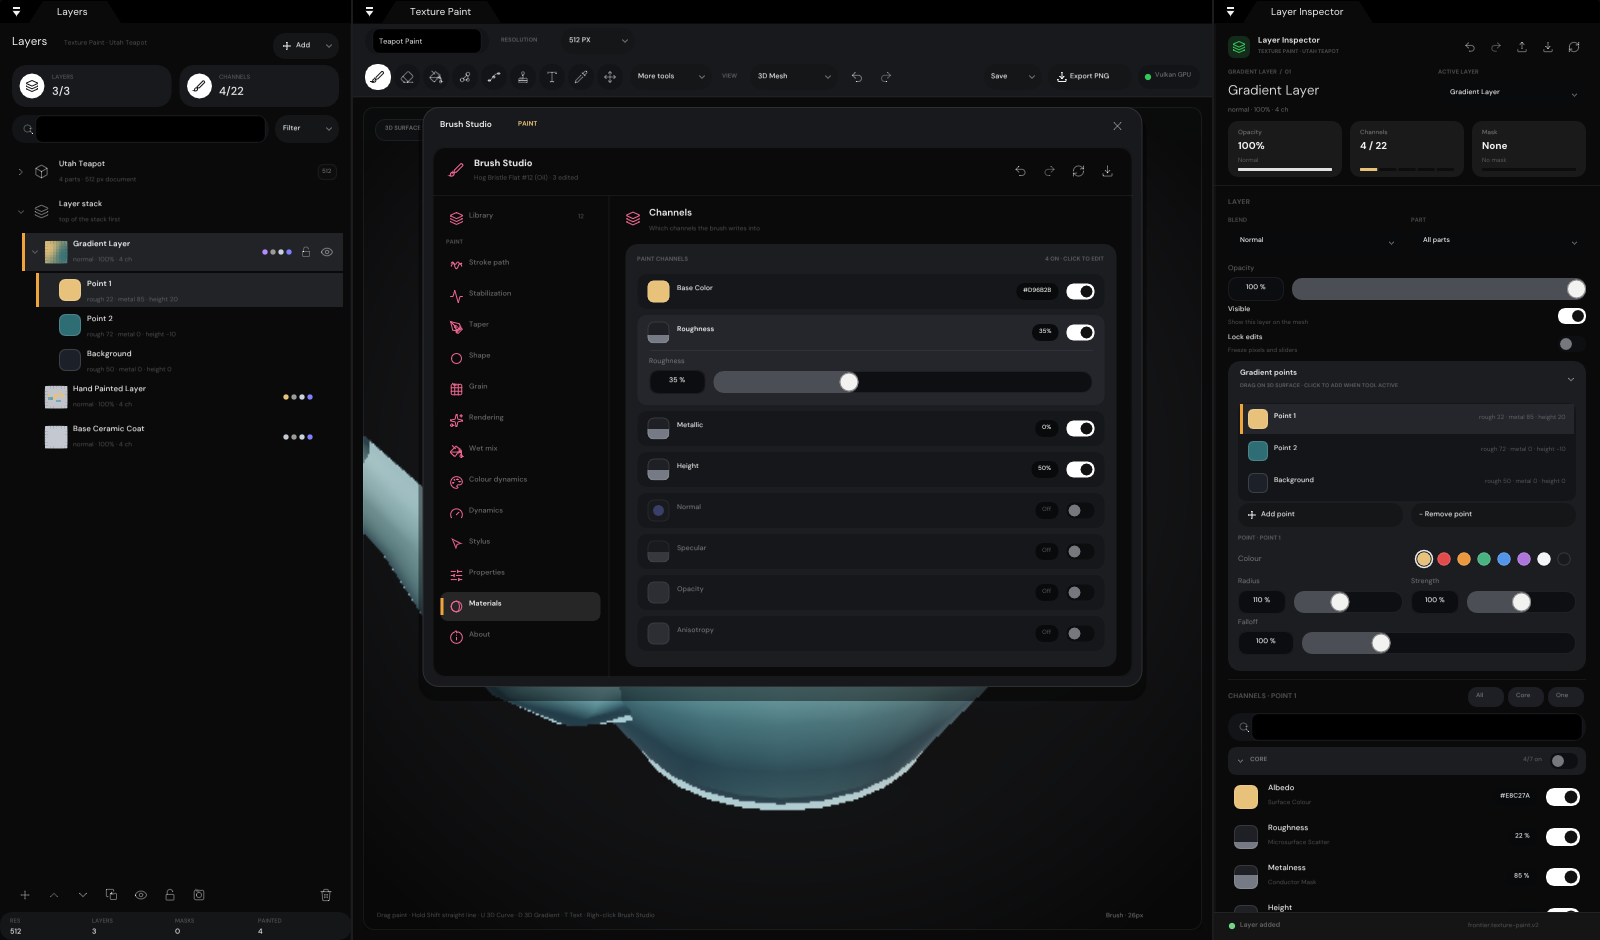 Layers
Layers
Texture Paint · Utah Teapot
Add
LAYERS
3/3
CHANNELS
4/22
Filter
Utah Teapot
4 parts · 512 px document
512
Layer stack
top of the stack first
Gradient Layer
normal · 100% · 4 ch
Point 1
rough 22 · metal 85 · height 20
Point 2
rough 72 · metal 0 · height -10
Background
rough 50 · metal 0 · height 0
Hand Painted Layer
normal · 100% · 4 ch
Base Ceramic Coat
normal · 100% · 4 ch
RES
512
LAYERS
3
MASKS
0
PAINTED
4
Texture Paint
Teapot Paint
RESOLUTION
512 PX
More tools
VIEW
3D Mesh
Save
Export PNG
Vulkan GPU
3D SURFACE
Brush Studio
PAINT
Brush Studio
Hog Bristle Flat #12 (Oil) · 3 edited
Library
12
PAINT
Stroke path
Stabilization
Taper
Shape
Grain
Rendering
Wet mix
Colour dynamics
Dynamics
Stylus
Properties
Materials
About
Channels
Which channels the brush writes into
PAINT CHANNELS
4 ON · CLICK TO EDIT
Base Color
#D96B2B
Roughness
35%
Roughness
35 %
Metallic
0%
Height
50%
Normal
Off
Specular
Off
Opacity
Off
Anisotropy
Off
Drag paint · Hold Shift straight line · U 3D Curve · D 3D Gradient · T Text · Righ-click Brush Studio
Brush · 26px
Layer Inspector
Layer Inspector
TEXTURE PAINT · UTAH TEAPOT
GRADIENT LAYER / 01
Gradient Layer
normal · 100% · 4 ch
ACTIVE LAYER
Gradient Layer
Opacity
100%
Normal
Channels
4 / 22
Mask
None
No mask
LAYER
BLEND
Normal
PART
All parts
Opacity
100 %
Visible
Show this layer on the mesh
Lock edits
Freeze pixels and sliders
Gradient points
DRAG ON 3D SURFACE · CLICK TO ADD WHEN TOOL ACTIVE
Point 1
rough 22 · metal 85 · height 20
Point 2
rough 72 · metal 0 · height -10
Background
rough 50 · metal 0 · height 0
Add point
- Remove point
POINT · POINT 1
Colour
Radius
110 %
Strength
100 %
Falloff
100 %
CHANNELS · POINT 1
All
Core
One
CORE
4/7 on
Albedo
Surface Colour
#E8C27A
Roughness
Microsurface Scatter
22 %
Metalness
Conductor Mask
85 %
Height
Layer added
frontier.texture-paint.v3